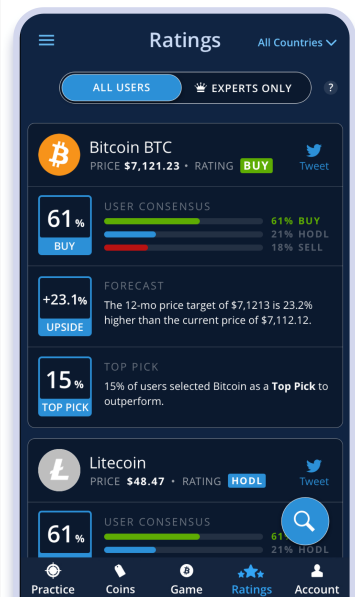 Ratings
All Countries
ALL USERS
EXPERTS ONLY
?
Bitcoin BTC
PRICE $7,121.23 • RATING BUY
Tweet
61%
BUY
USER CONSENSUS
61% BUY
21% HODL
18% SELL
+23.1%
UPSIDE
FORECAST
The 12-mo price target of $7,1213 is 23.2%
higher than the current price of $7,112.12.
15%
TOP PICK
TOP PICK
15% of users selected Bitcoin as a Top Pick to
outperform.
Litecoin
PRICE $48.47 • RATING HODL
Tweet
61%
USER CONSENSUS
21% HODL
Practice
Coins
Game
Ratings
Account